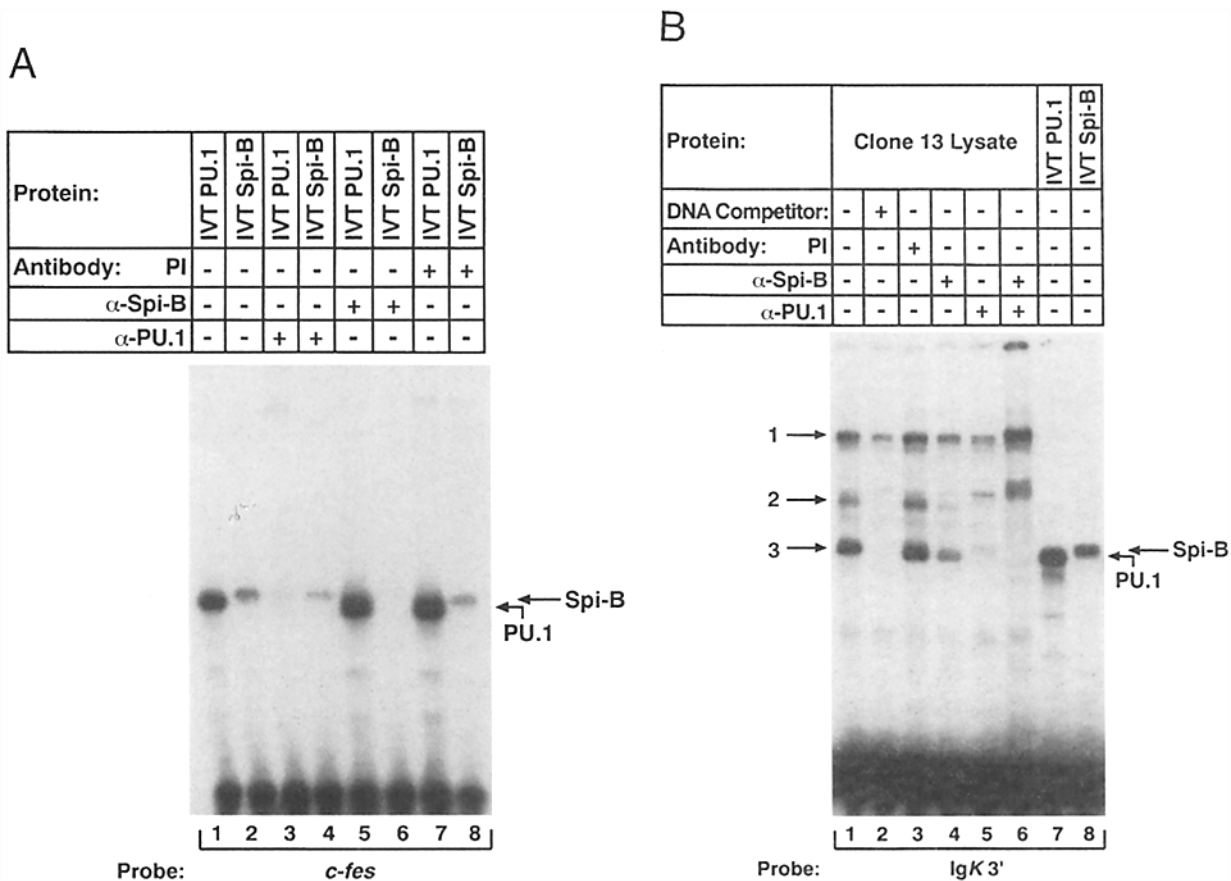 A
Protein:
IVT PU.1
IVT Spi-B
IVT PU.1
IVT Spi-B
IVT PU.1
IVT Spi-B
IVT PU.1
IVT Spi-B
Antibody: PI - - - - - - + +
α-Spi-B - - - - + + - -
α-PU.1 - - + + - - - -
Spi-B
PU.1
1 2 3 4 5 6 7 8
Probe: c-fes
B
Protein: Clone 13 Lysate
IVT PU.1
IVT Spi-B
DNA Competitor: - + - - - - - -
Antibody: PI - - + - - - - -
α-Spi-B - - - + - + - -
α-PU.1 - - - - + + - -
1
2
3
Spi-B
PU.1
1 2 3 4 5 6 7 8
Probe: IgK 3'